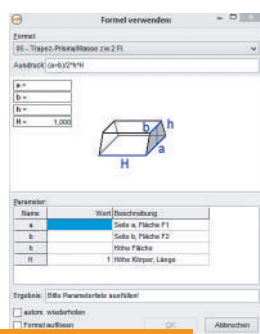 Formel verwenden:
Formel:
05 - Trapez-Prisma/Masse zw.2 Fl.
Ausdruck: (a+b)/2*h*H
a =
b =
h =
H = 1,000
b h
a
H
Parameter:
Name Wert Beschreibung
a Seite a, Fläche F1
b Seite b, Fläche F2
h Höhe Fläche
H 1 Höhe Körper, Länge
Ergebnis: Bitte Parameterliste ausfüllen!
autom. wiederholen
Formel auflösen OK Abbrechen